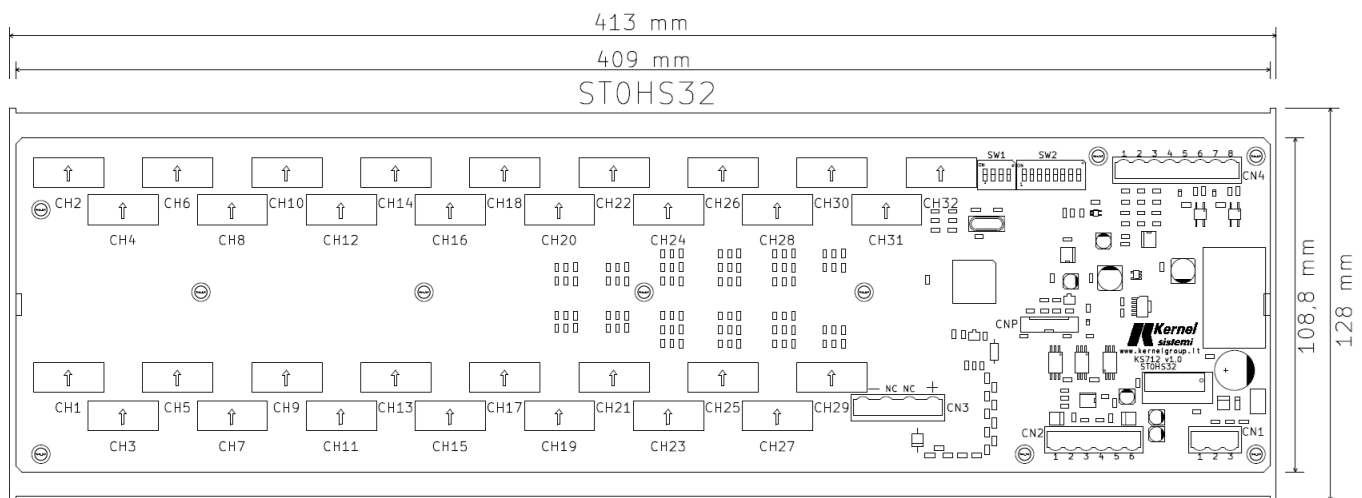 413 mm
409 mm
ST0HS32
SW1 SW2
ON ON
1
1 2 3 4 5 6 7 8
CN4
CH2 CH6 CH10 CH14 CH18 CH22 CH26 CH30 CH32
CH4 CH8 CH12 CH16 CH20 CH24 CH28 CH31
108,8 mm
128 mm
CNP
Kernel
sistemi
www.kernelgroup.it
KS712 v1.0
ST0HS32
+
— NC NC +
CH1 CH5 CH9 CH13 CH17 CH21 CH25 CH29 CN3
CH3 CH7 CH11 CH15 CH19 CH23 CH27
CN2 CN1
1 2 3 4 5 6 1 2 3